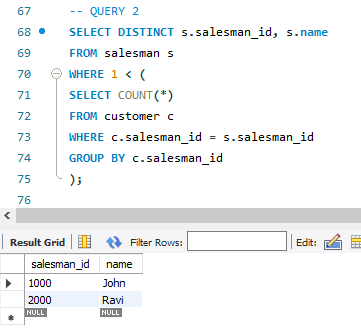 67 -- QUERY 2
68 SELECT DISTINCT s.salesman_id, s.name
69 FROM salesman s
70 WHERE 1 < (
71 SELECT COUNT(*)
72 FROM customer c
73 WHERE c.salesman_id = s.salesman_id
74 GROUP BY c.salesman_id
75 );
76
Result Grid Filter Rows: Edit:
salesman_id name
1000 John
2000 Ravi
NULL NULL